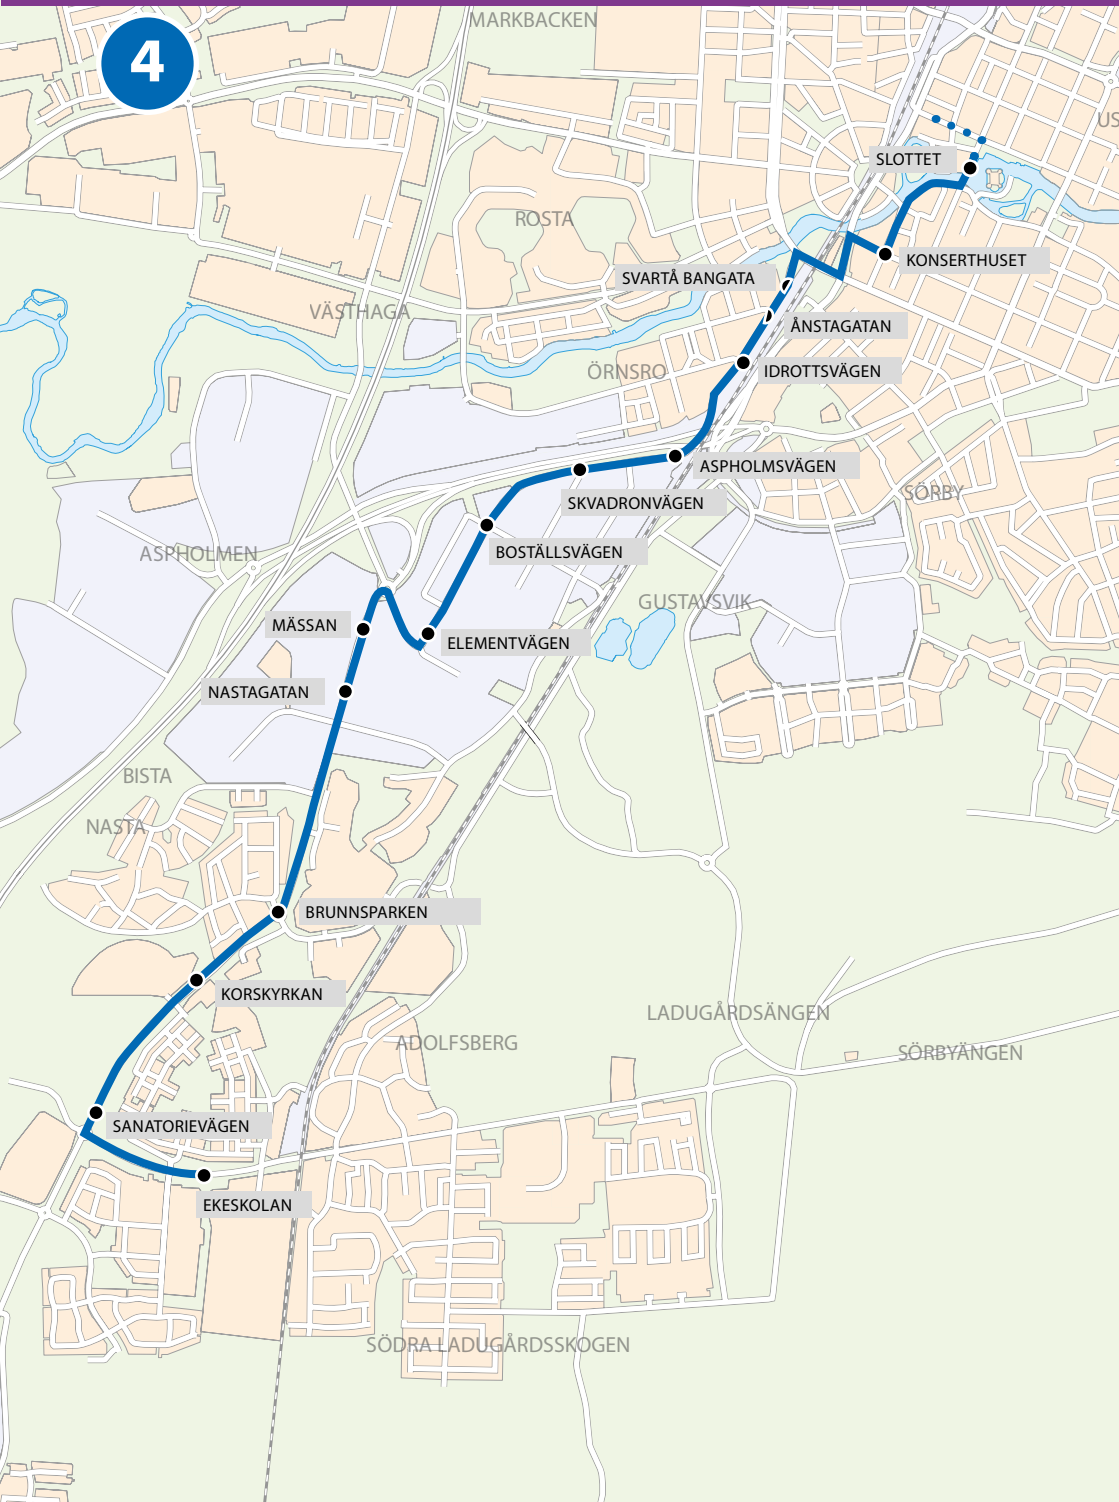 MARKBACKEN
4
US
SLOTTET
ROSTA
KONSERTHUSET
SVARTÅ BANGATA
VÄSTHAGA
ÅNSTAGATAN
ÖRNSRO
IDROTTSVÄGEN
ASPHOLMSVÄGEN
SÖRBY
SKVADRONVÄGEN
ASPHOLMEN
BOSTÄLLSVÄGEN
GUSTAVSVIK
MÄSSAN
ELEMENTVÄGEN
NASTAGATAN
BISTA
NASTA
BRUNNSPARKEN
KORSKYRKAN
LADUGÅRDSÄNGEN
ADOLFSBERG
SÖRBYÄNGEN
SANATORIEVÄGEN
EKESKOLAN
SÖDRA LADUGÅRDSSKOGEN